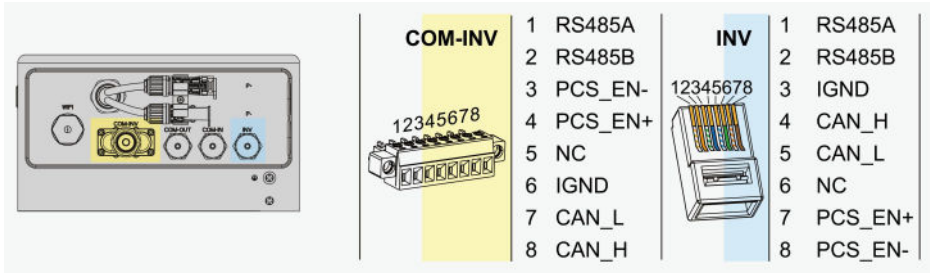 WIFI
COM-INV
COM-OUT
COM-IN
INV
P-
P-
COM-INV
12345678
1 RS485A
2 RS485B
3 PCS_EN-
4 PCS_EN+
5 NC
6 IGND
7 CAN_L
8 CAN_H
INV
12345678
1 RS485A
2 RS485B
3 IGND
4 CAN_H
5 CAN_L
6 NC
7 PCS_EN+
8 PCS_EN-